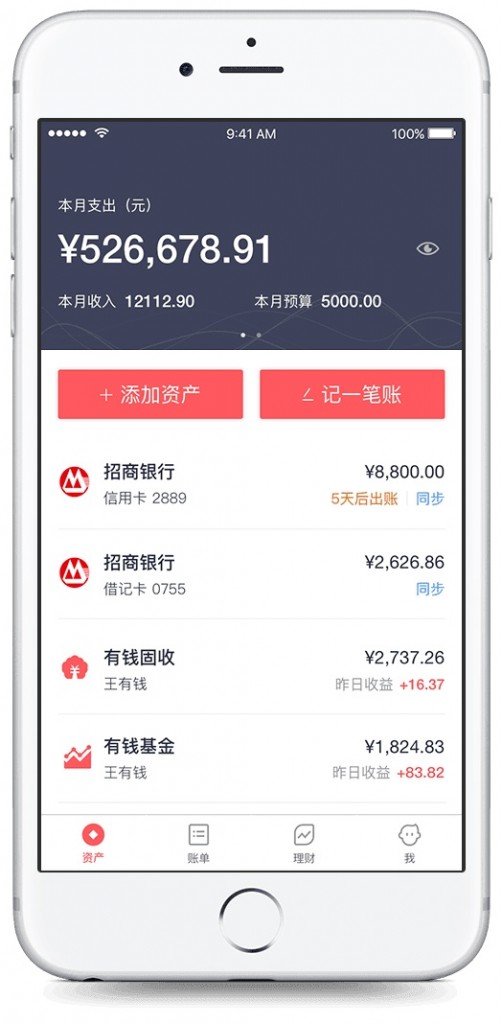 9:41 AM 100%
本月支出（元）
¥526,678.91
本月收入 12112.90 本月预算 5000.00
+ 添加资产 记一笔账
招商银行 ¥8,800.00
信用卡 2889 5天后出账 | 同步
招商银行 ¥2,626.86
借记卡 0755 同步
有钱固收 ¥2,737.26
王有钱 昨日收益 +16.37
有钱基金 ¥1,824.83
王有钱 昨日收益 +83.82
资产 账单 理财 我